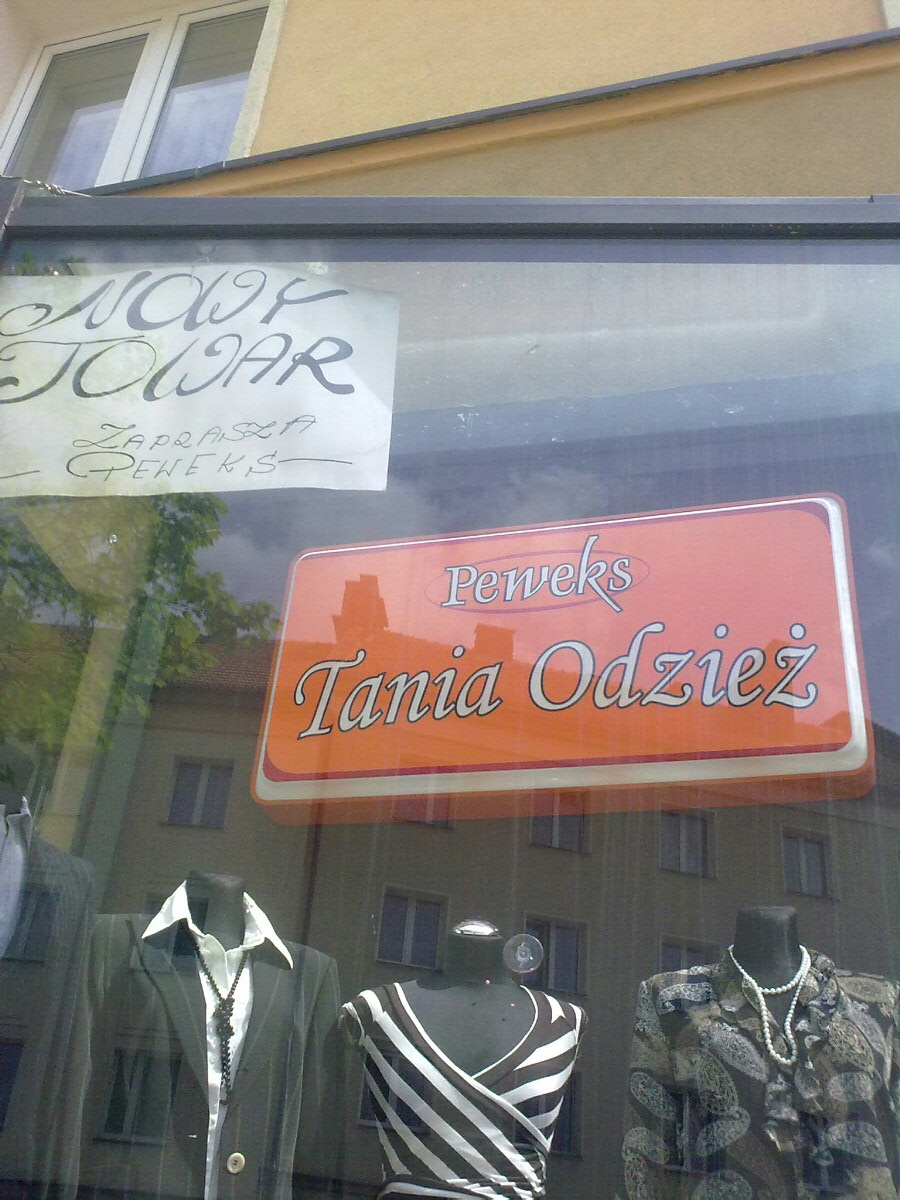 NOWY
TOWAR
ZAPRASZA
PEWEKS
Peweks
Tania Odzież